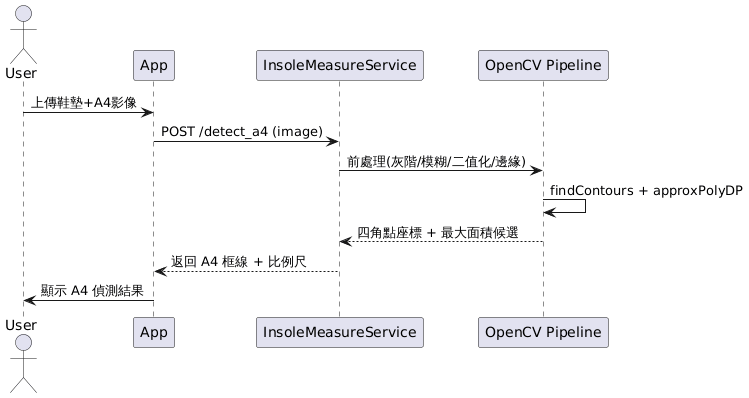 User
App
InsoleMeasureService
OpenCV Pipeline
上傳鞋墊+A4影像
POST /detect_a4 (image)
前處理(灰階/模糊/二值化/邊緣)
findContours + approxPolyDP
四角點座標 + 最大面積候選
返回 A4 框線 + 比例尺
顯示 A4 偵測結果
User
App
InsoleMeasureService
OpenCV Pipeline